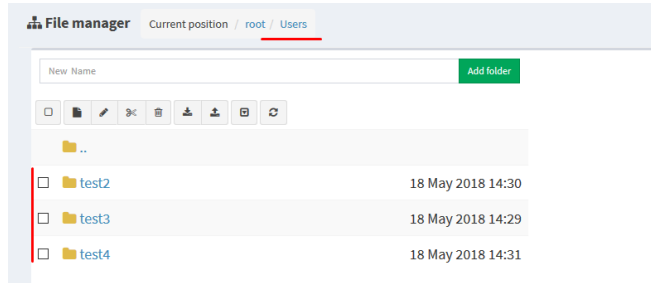 File manager Current position / root / Users
New Name Add folder
..
test2 18 May 2018 14:30
test3 18 May 2018 14:29
test4 18 May 2018 14:31